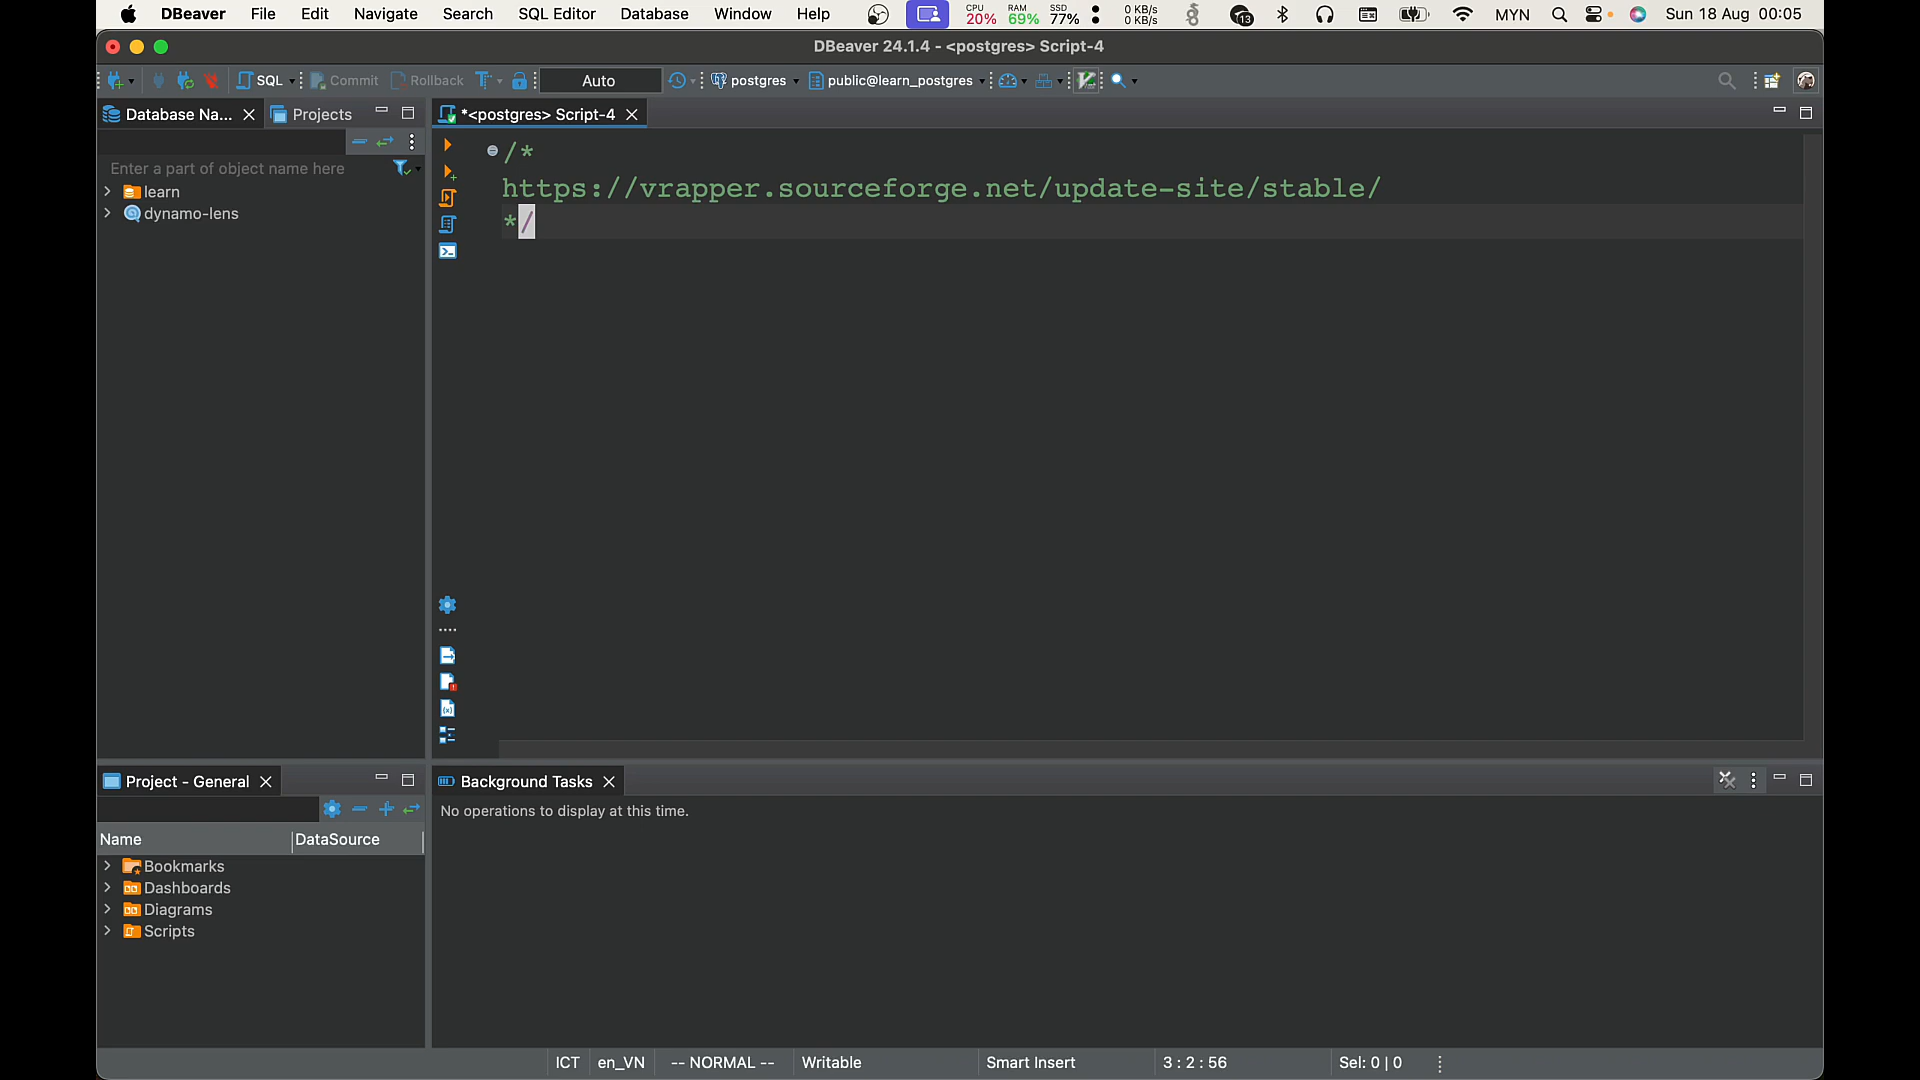 DBeaver File Edit Navigate Search SQL Editor Database Window Help CPU 20% RAM 69% SSD 77% 0 KB/s 0 KB/s 13 MYN Sun 18 Aug 00:05
DBeaver 24.1.4 - <postgres> Script-4
SQL Commit Rollback Auto postgres public@learn_postgres
Database Na... Projects
*<postgres> Script-4
Enter a part of object name here
learn
dynamo-lens
/*
https://vrapper.sourceforge.net/update-site/stable/
*/
Project - General
Name DataSource
Bookmarks
Dashboards
Diagrams
Scripts
Background Tasks
No operations to display at this time.
ICT en_VN -- NORMAL -- Writable Smart Insert 3 : 2 : 56 Sel: 0 | 0